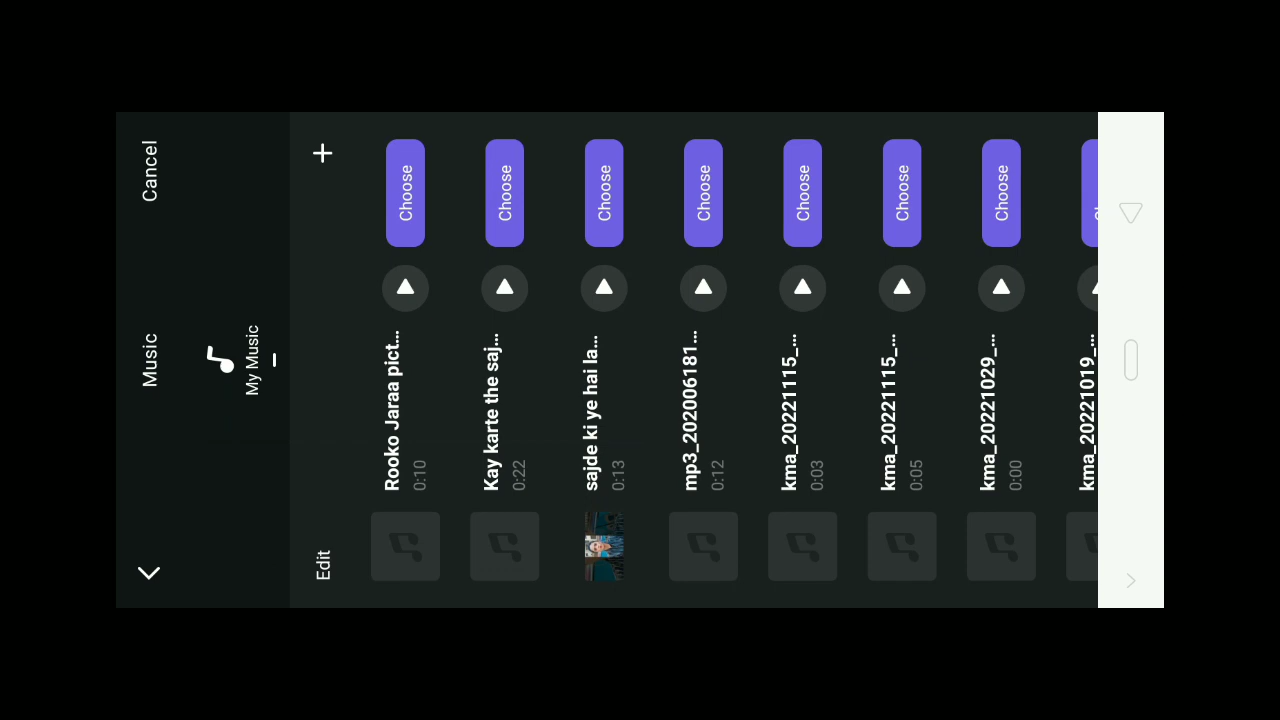 Music
Cancel
My Music
Edit
Rooko Jaraa pict...
0:10
Choose
Kay karte the saj...
0:22
Choose
sajde ki ye hai la...
0:13
Choose
mp3_202006181...
0:12
Choose
kma_20221115_...
0:03
Choose
kma_20221115_...
0:05
Choose
kma_20221029_...
0:00
Choose
kma_20221019_...